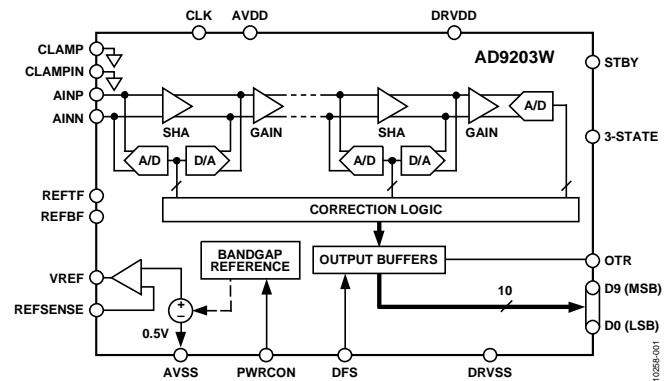 CLK AVDD DRVDD
CLAMP
AD9203W
STBY
CLAMPIN
AINP
A/D
AINN
SHA GAIN SHA GAIN
3-STATE
A/D D/A A/D D/A
REFTF
CORRECTION LOGIC
REFBF
BANDGAP
REFERENCE
OUTPUT BUFFERS
OTR
VREF
10
D9 (MSB)
REFSENSE
+
–
0.5V
D0 (LSB)
AVSS PWRCON DFS DRVSS
10258-001